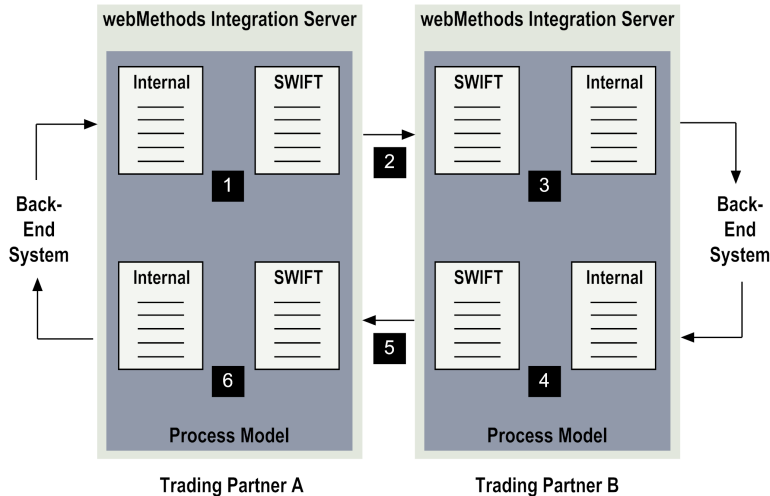 webMethods Integration Server
webMethods Integration Server
Internal
SWIFT
SWIFT
Internal
1
2
3
Back-
End
System
Back-
End
System
Internal
SWIFT
SWIFT
Internal
5
6
4
Process Model
Process Model
Trading Partner A
Trading Partner B